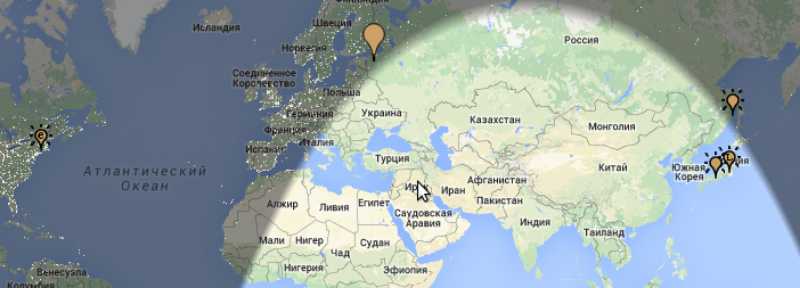 Исландия
Швеция
Норвегия
Россия
Соединенное
Королевство
Польша
Германия
Украина
Казахстан
Монголия
Франция
Италия
Испания
Турция
Китай
Южная
Корея
Атлантический
Океан
Иран
Афганистан
Пакистан
Алжир
Ливия
Египет
Саудовская
Аравия
Индия
Таиланд
Мали
Нигер
Чад
Судан
Нигерия
Эфиопия
Венесуэла
Колумбия